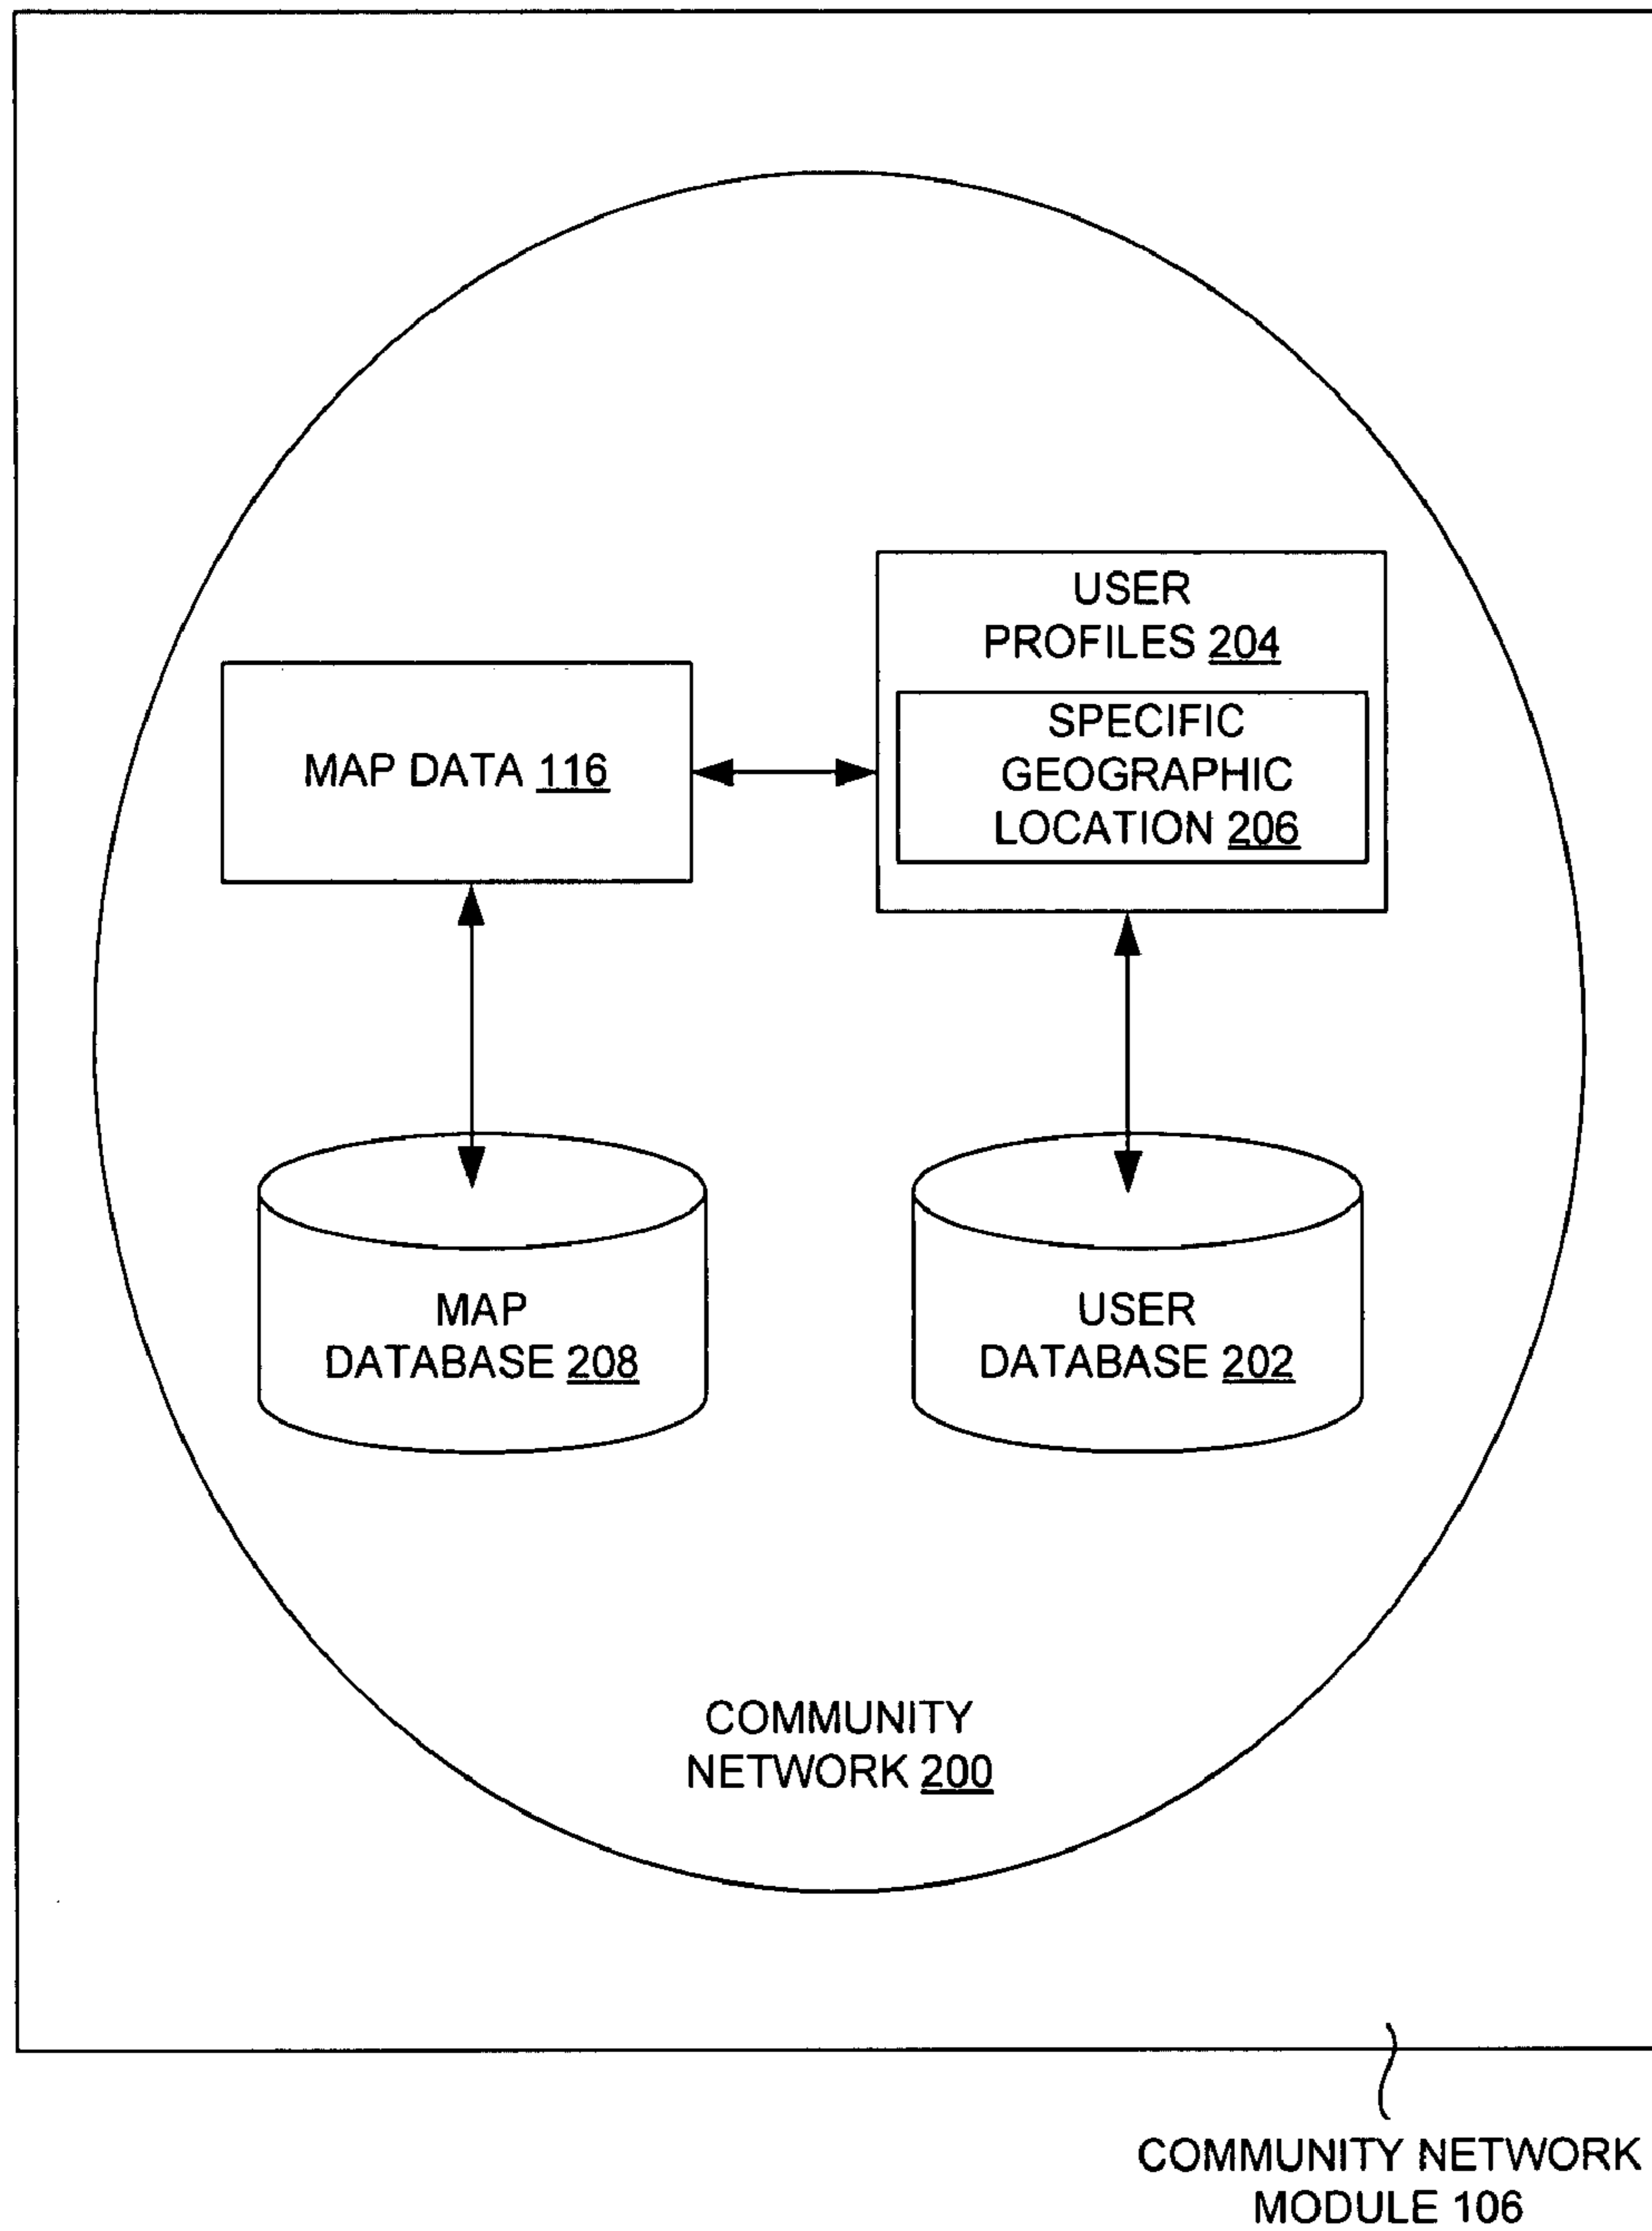 USER
PROFILES 204
SPECIFIC
GEOGRAPHIC
LOCATION 206
MAP DATA 116
MAP
DATABASE 208
USER
DATABASE 202
COMMUNITY
NETWORK 200
COMMUNITY NETWORK
MODULE 106